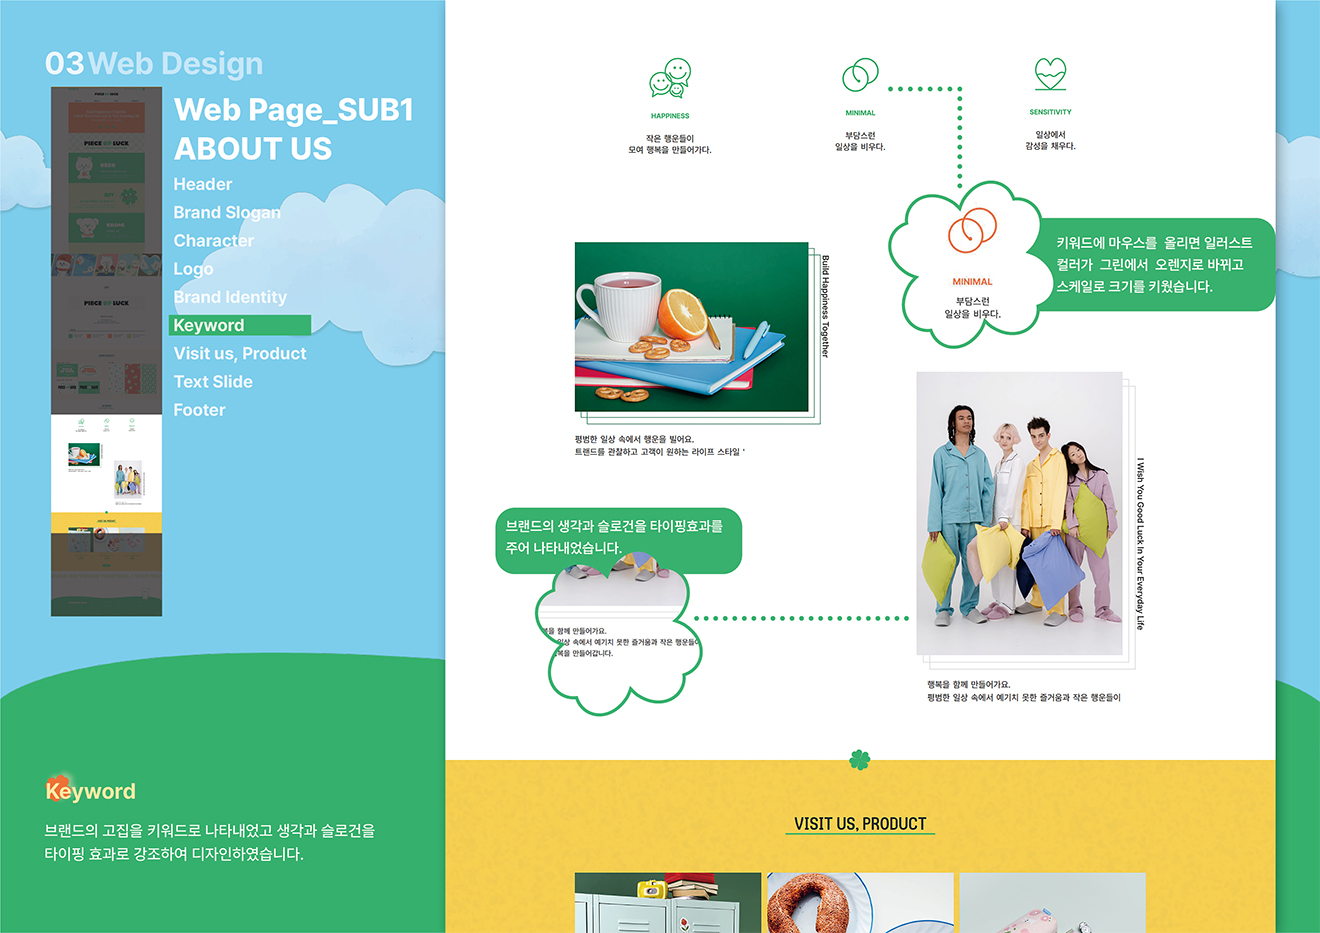 03 Web Design
Web Page_SUB1
ABOUT US
Header
Brand Slogan
Character
Logo
Brand Identity
Keyword
Visit us, Product
Text Slide
Footer
PIECE OF LUCK
PIECE OF LUCK
Keyword
브랜드의 고집을 키워드로 나타내었고 생각과 슬로건을
타이핑 효과로 강조하여 디자인하였습니다.
HAPPINESS
작은 행운들이
모여 행복을 만들어가다.
MINIMAL
부담스런
일상을 비우다.
SENSITIVITY
일상에서
감성을 채우다.
MINIMAL
부담스런
일상을 비우다.
키워드에 마우스를 올리면 일러스트
컬러가 그린에서 오렌지로 바뀌고
스케일로 크기를 키웠습니다.
Build Happiness Together
평범한 일상 속에서 행운을 빌어요.
트랜드를 관찰하고 고객이 원하는 라이프 스타일 '
I Wish You Good Luck In Your Everyday Life
행복을 함께 만들어가요.
평범한 일상 속에서 예기치 못한 즐거움과 작은 행운들이
브랜드의 생각과 슬로건을 타이핑효과를
주어 나타내었습니다.
을 함께 만들어가요.
일상 속에서 예기치 못한 즐거움과 작은 행운들이
복을 만들어갑니다.
VISIT US, PRODUCT